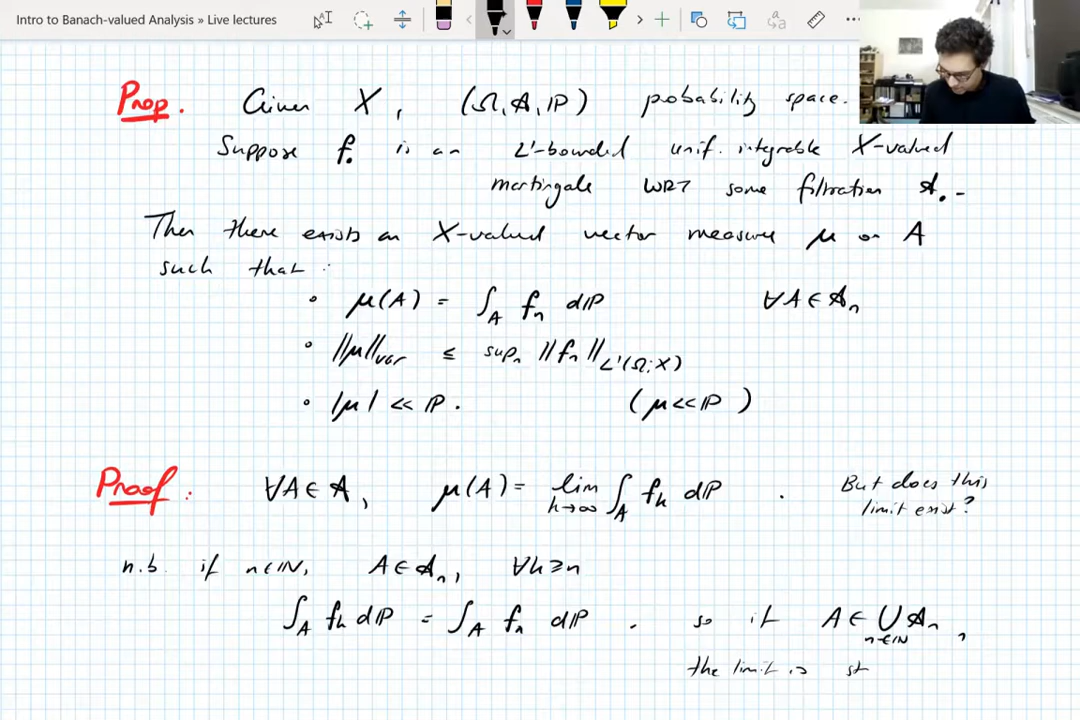 Intro to Banach-valued Analysis » Live lectures
Prop. Given X, (Ω, 𝒜, ℙ) probability space.
Suppose f. is an L¹-bounded unif. integrable X-valued
martingale WRT some filtration 𝒜. -
Then there exists an X-valued vector measure μ on A
such that :
• μ(A) = ∫_A f_n dℙ ∀A ∈ 𝒜_n
• ||μ||_var ≤ sup_n ||f_n||_L¹(Ω;X)
• |μ| << ℙ. (μ << ℙ)
Proof: ∀A ∈ 𝒜, μ(A) = lim_{k→∞} ∫_A f_k dℙ . But does this
limit exist?
n.b. if n∈ℕ, A ∈ 𝒜_n, ∀k ≥ n
∫_A f_k dℙ = ∫_A f_n dℙ . so if A ∈ ⋃_{n∈ℕ} 𝒜_n ,
the limit is st